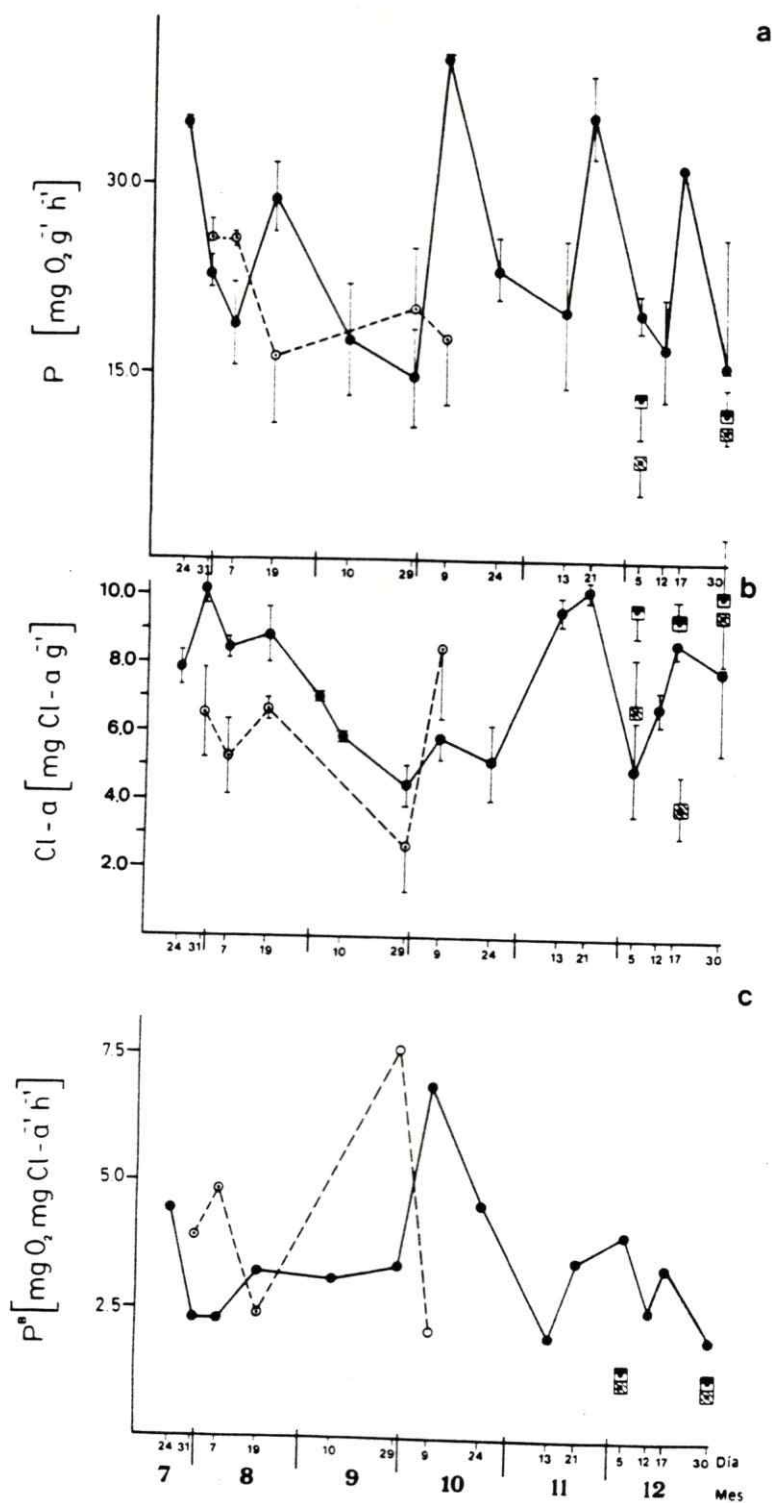 a
30.0
15.0
P [mg O₂ g⁻¹ h⁻¹]
24 31 7 19 10 29 9 24 13 21 5 12 17 30
b
10.0
8.0
6.0
4.0
2.0
Cl-a [mg Cl-a g⁻¹]
24 31 7 19 10 29 9 24 13 21 5 12 17 30
c
7.5
5.0
2.5
Pᴮ [mg O₂ mg Cl-a⁻¹ h⁻¹]
24 31 7 19 10 29 9 24 13 21 5 12 17 30 Día
7 8 9 10 11 12 Mes